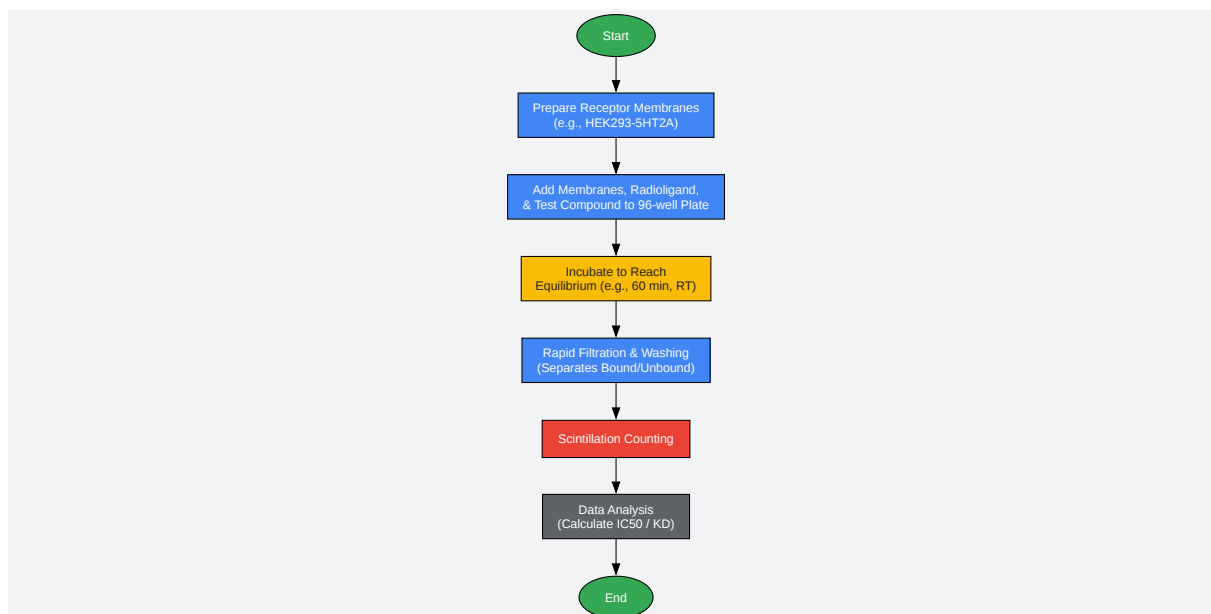 Start
Prepare Receptor Membranes
(e.g., HEK293-5HT2A)
Add Membranes, Radioligand,
& Test Compound to 96-well Plate
Incubate to Reach
Equilibrium (e.g., 60 min, RT)
Rapid Filtration & Washing
(Separates Bound/Unbound)
Scintillation Counting
Data Analysis
(Calculate IC50 / KD)
End